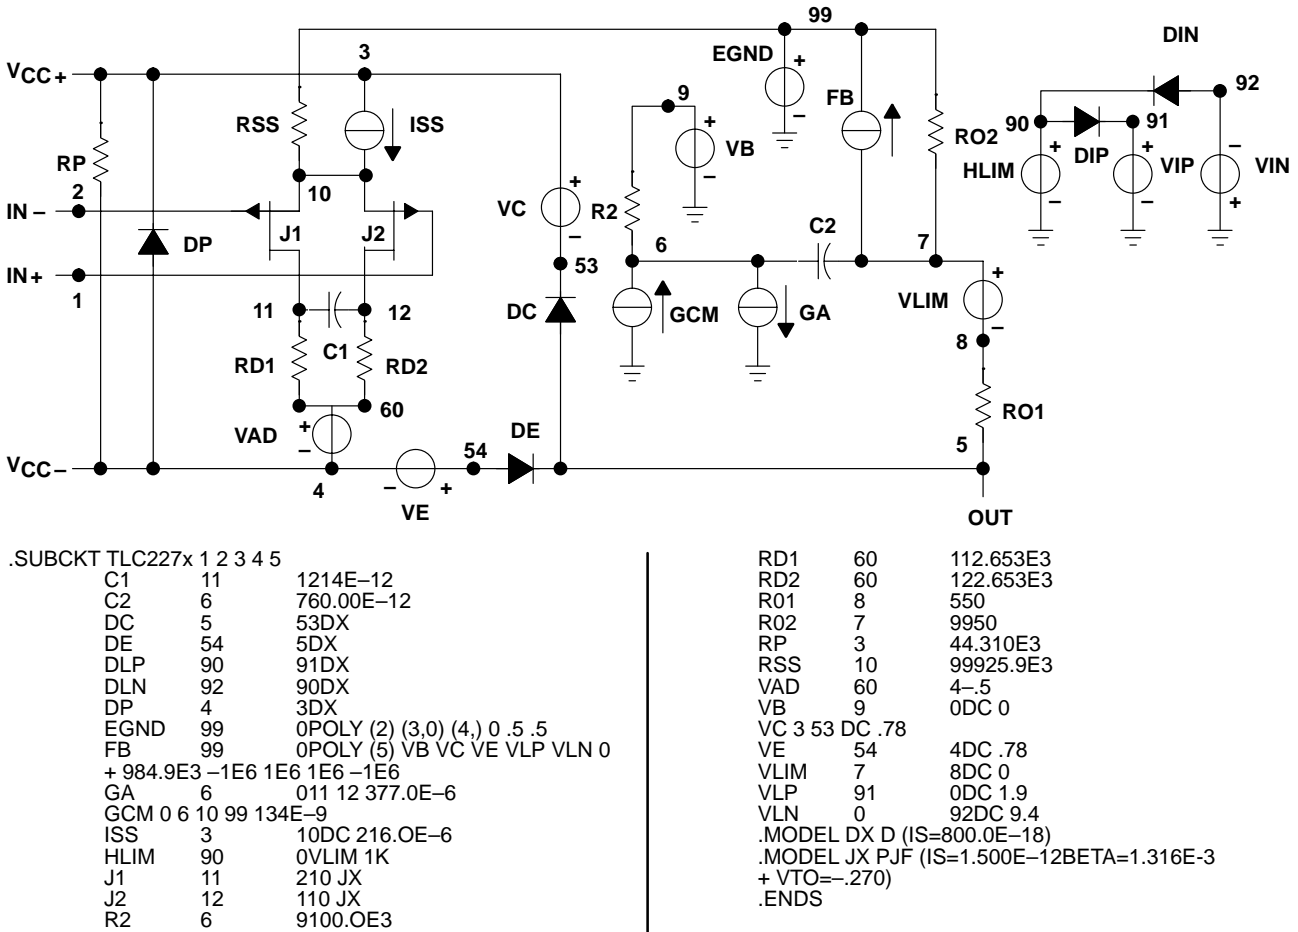 99
DIN
EGND
+
–
3
VCC+
9
92
FB
RSS
ISS
+
VB
–
RO2
90
91
RP
DIP
HLIM
+
–
+
–
VIP
–
+
VIN
10
2
IN –
VC
+
–
R2
C2
J1
J2
6
7
DP
IN+
53
1
+
VLIM
–
11
12
DC
GCM
GA
C1
8
RD1
RD2
60
RO1
VAD
+
–
DE
54
5
VCC–
4
–
+
VE
OUT
.SUBCKT TLC227x 1 2 3 4 5
C1 11 1214E–12
C2 6 760.00E–12
DC 5 53DX
DE 54 5DX
DLP 90 91DX
DLN 92 90DX
DP 4 3DX
EGND 99 0POLY (2) (3,0) (4,) 0 .5 .5
FB 99 0POLY (5) VB VC VE VLP VLN 0
+ 984.9E3 –1E6 1E6 1E6 –1E6
GA 6 011 12 377.0E–6
GCM 0 6 10 99 134E–9
ISS 3 10DC 216.OE–6
HLIM 90 0VLIM 1K
J1 11 210 JX
J2 12 110 JX
R2 6 9100.OE3
RD1 60 112.653E3
RD2 60 122.653E3
R01 8 550
R02 7 9950
RP 3 44.310E3
RSS 10 99925.9E3
VAD 60 4–.5
VB 9 0DC 0
VC 3 53 DC .78
VE 54 4DC .78
VLIM 7 8DC 0
VLP 91 0DC 1.9
VLN 0 92DC 9.4
.MODEL DX D (IS=800.0E–18)
.MODEL JX PJF (IS=1.500E–12BETA=1.316E-3
+ VTO=–.270)
.ENDS